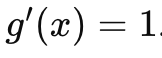 g′(x) = 1.